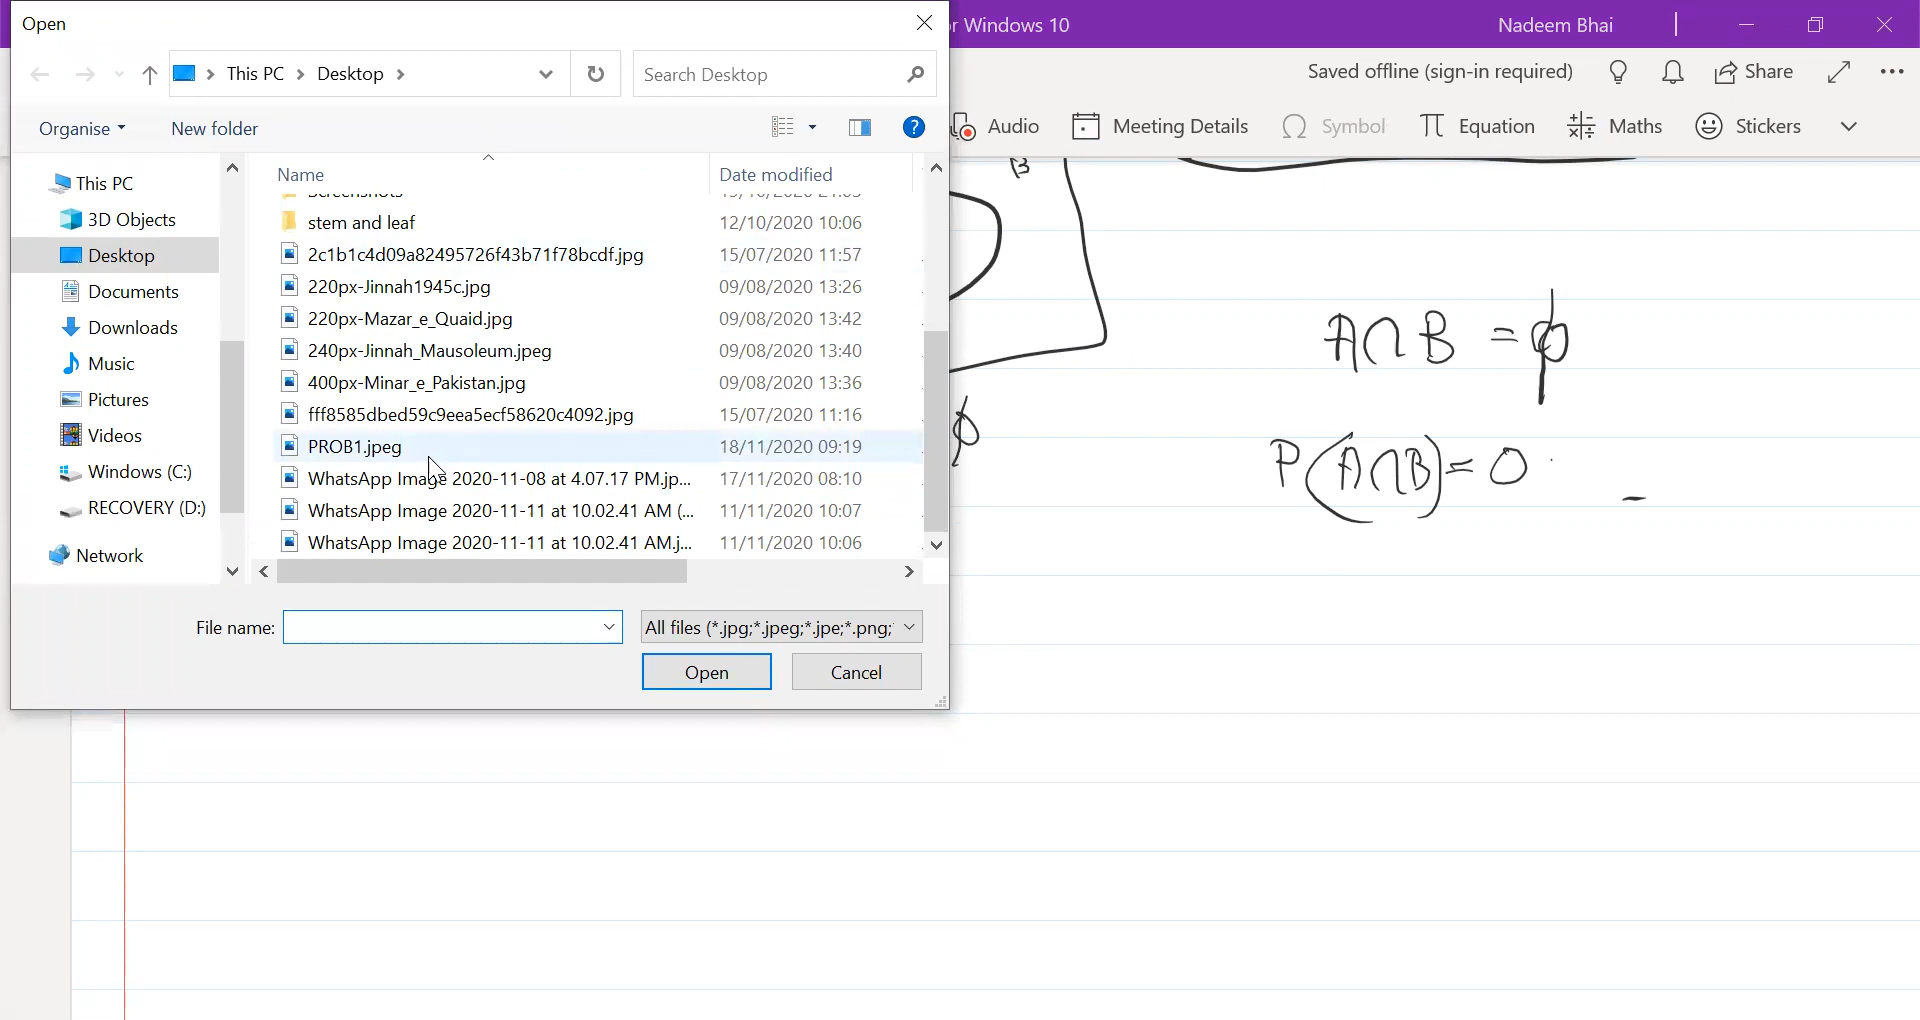 Open
r Windows 10
Nadeem Bhai
This PC
Desktop
Search Desktop
Saved offline (sign-in required)
Share
Organise
New folder
Audio
Meeting Details
Symbol
Equation
Maths
Stickers
This PC
3D Objects
Desktop
Documents
Downloads
Music
Pictures
Videos
Windows (C:)
RECOVERY (D:)
Network
Name
Date modified
stem and leaf 12/10/2020 10:06
2c1b1c4d09a82495726f43b71f78bcdf.jpg 15/07/2020 11:57
220px-Jinnah1945c.jpg 09/08/2020 13:26
220px-Mazar_e_Quaid.jpg 09/08/2020 13:42
240px-Jinnah_Mausoleum.jpeg 09/08/2020 13:40
400px-Minar_e_Pakistan.jpg 09/08/2020 13:36
fff8585dbed59c9eea5ecf58620c4092.jpg 15/07/2020 11:16
PROB1.jpeg 18/11/2020 09:19
WhatsApp Image 2020-11-08 at 4.07.17 PM.jp... 17/11/2020 08:10
WhatsApp Image 2020-11-11 at 10.02.41 AM (... 11/11/2020 10:07
WhatsApp Image 2020-11-11 at 10.02.41 AM.j... 11/11/2020 10:06
File name:
All files (*.jpg;*.jpeg;*.jpe;*.png;
Open
Cancel
B
ϕ
A∩B = ϕ
P(A∩B) = 0